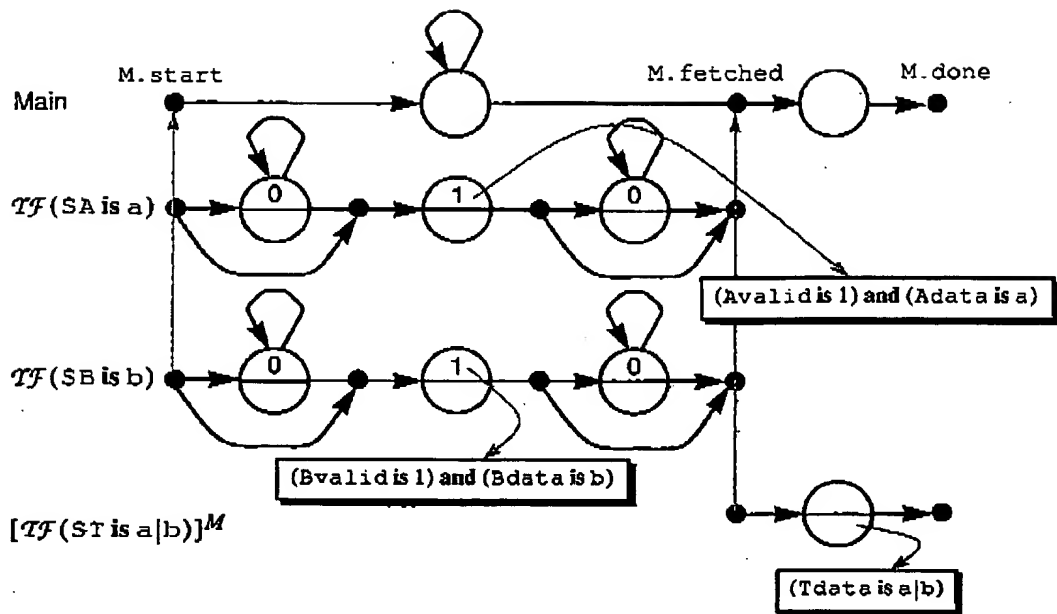 M.start
M.fetched
M.done
Main
0
1
0
TF($A is a)
(Avalid is 1) and (Adata is a)
0
1
0
TF($B is b)
(Bvalid is 1) and (Bdata is b)
[TF($T is a|b)]^M
(Tdata is a|b)